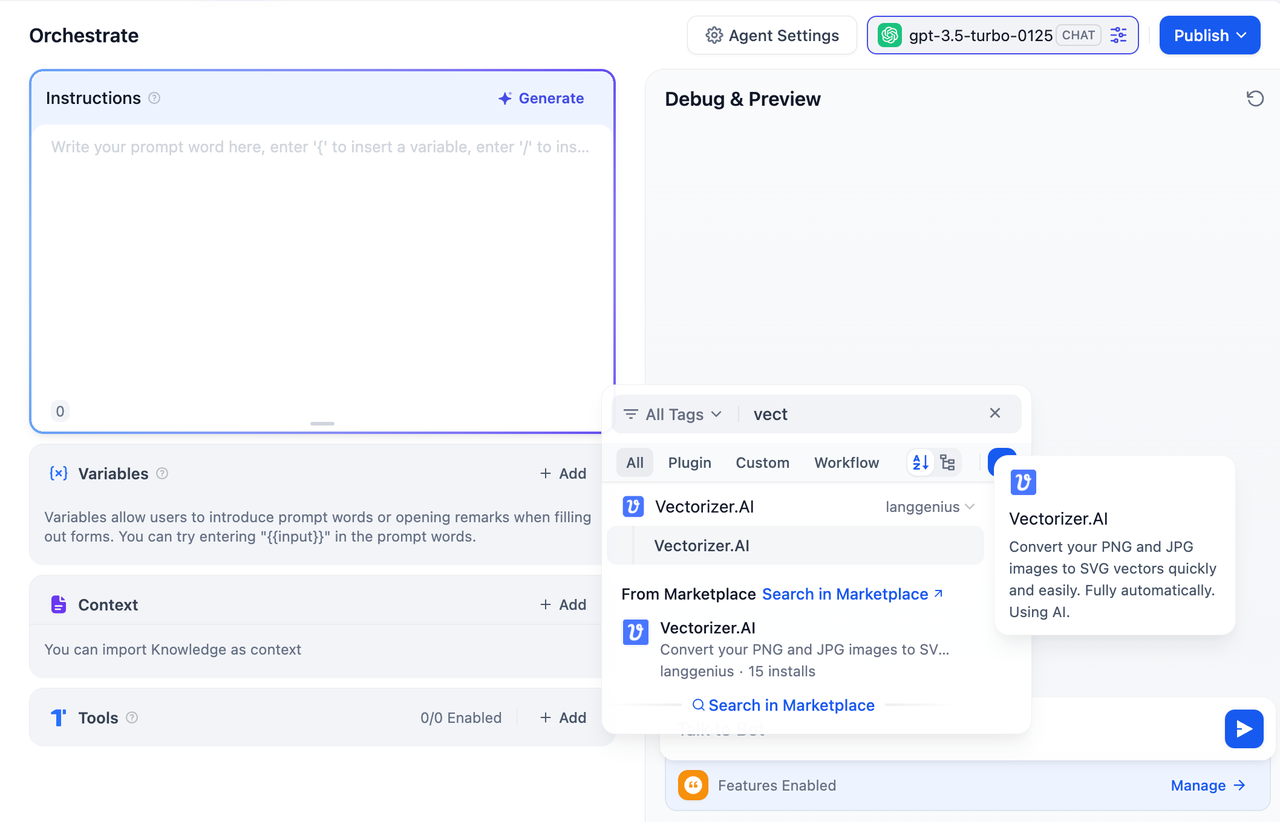 Orchestrate
Agent Settings
gpt-3.5-turbo-0125 CHAT
Publish
Instructions
Generate
Write your prompt word here, enter '{' to insert a variable, enter '/' to ins...
0
Debug & Preview
Variables
+ Add
Variables allow users to introduce prompt words or opening remarks when filling
out forms. You can try entering "{{input}}" in the prompt words.
Context
+ Add
You can import Knowledge as context
Tools
0/0 Enabled
+ Add
All Tags
vect
All
Plugin
Custom
Workflow
Vectorizer.AI
langgenius
Vectorizer.AI
From Marketplace Search in Marketplace
Vectorizer.AI
Convert your PNG and JPG images to SV...
langgenius · 15 installs
Search in Marketplace
Vectorizer.AI
Convert your PNG and JPG
images to SVG vectors quickly
and easily. Fully automatically.
Using AI.
Features Enabled
Manage